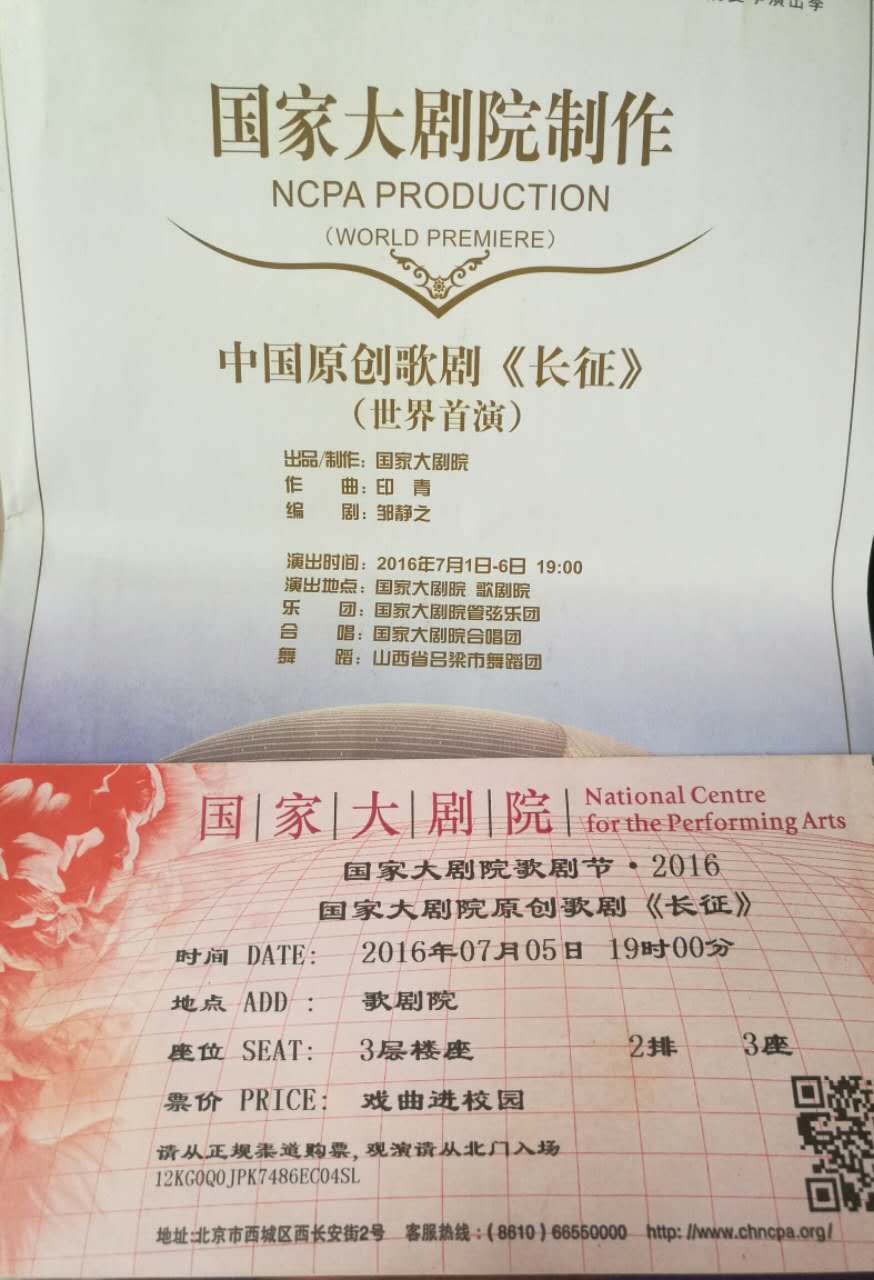 演出季
国家大剧院制作
NCPA PRODUCTION
（WORLD PREMIERE）
中国原创歌剧《长征》
（世界首演）
出品/制作：国家大剧院
作 曲：印 青
编 剧：邹静之
演出时间：2016年7月1日-6日 19:00
演出地点：国家大剧院 歌剧院
乐 团：国家大剧院管弦乐团
合 唱：国家大剧院合唱团
舞 蹈：山西省吕梁市舞蹈团
国|家|大|剧|院| National Centre
for the Performing Arts
国家大剧院歌剧节·2016
国家大剧院原创歌剧《长征》
时间 DATE: 2016年07月05日 19时00分
地点 ADD : 歌剧院
座位 SEAT: 3层楼座 2排 3座
票价 PRICE: 戏曲进校园
请从正规渠道购票,观演请从北门入场
12KG0Q0JPK7486EC04SL
地址:北京市西城区西长安街2号 客服热线:(8610)66550000 http://www.chncpa.org/